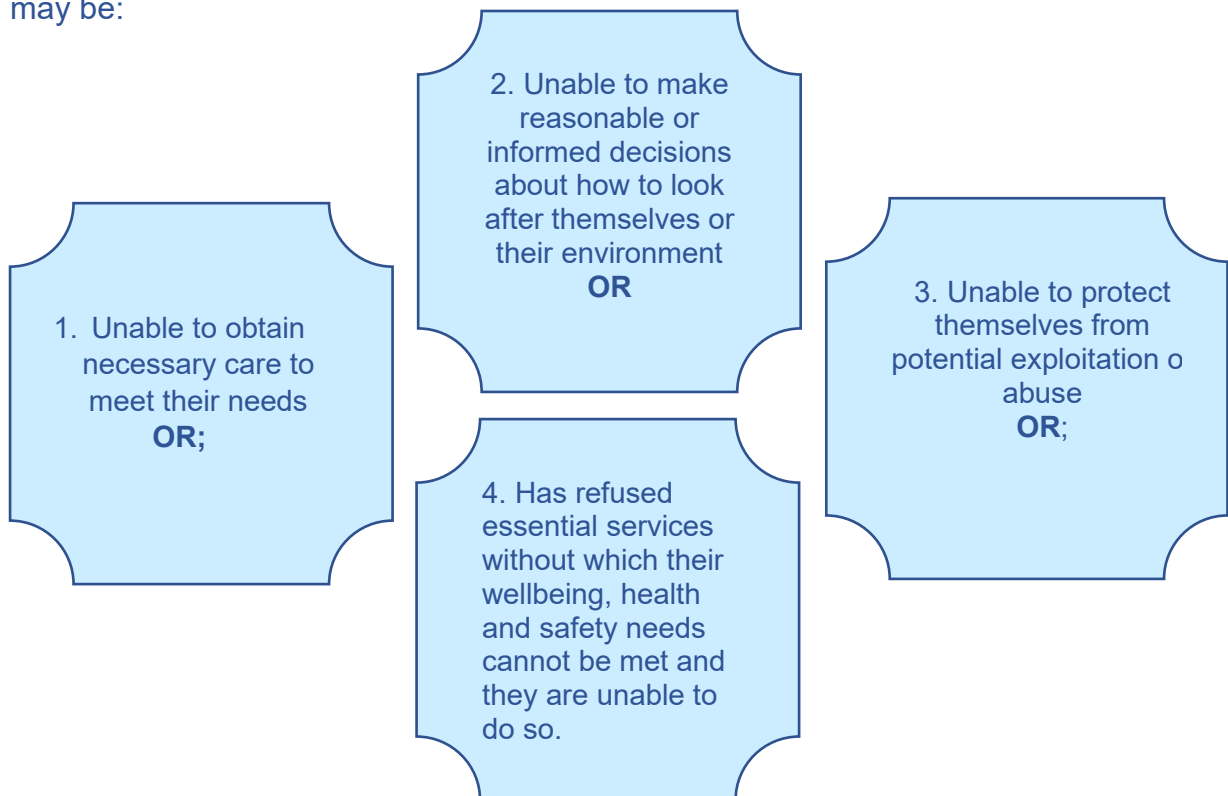 may be:
1. Unable to obtain
necessary care to
meet their needs
OR;
2. Unable to make
reasonable or
informed decisions
about how to look
after themselves or
their environment
OR
3. Unable to protect
themselves from
potential exploitation o
abuse
OR;
4. Has refused
essential services
without which their
wellbeing, health
and safety needs
cannot be met and
they are unable to
do so.